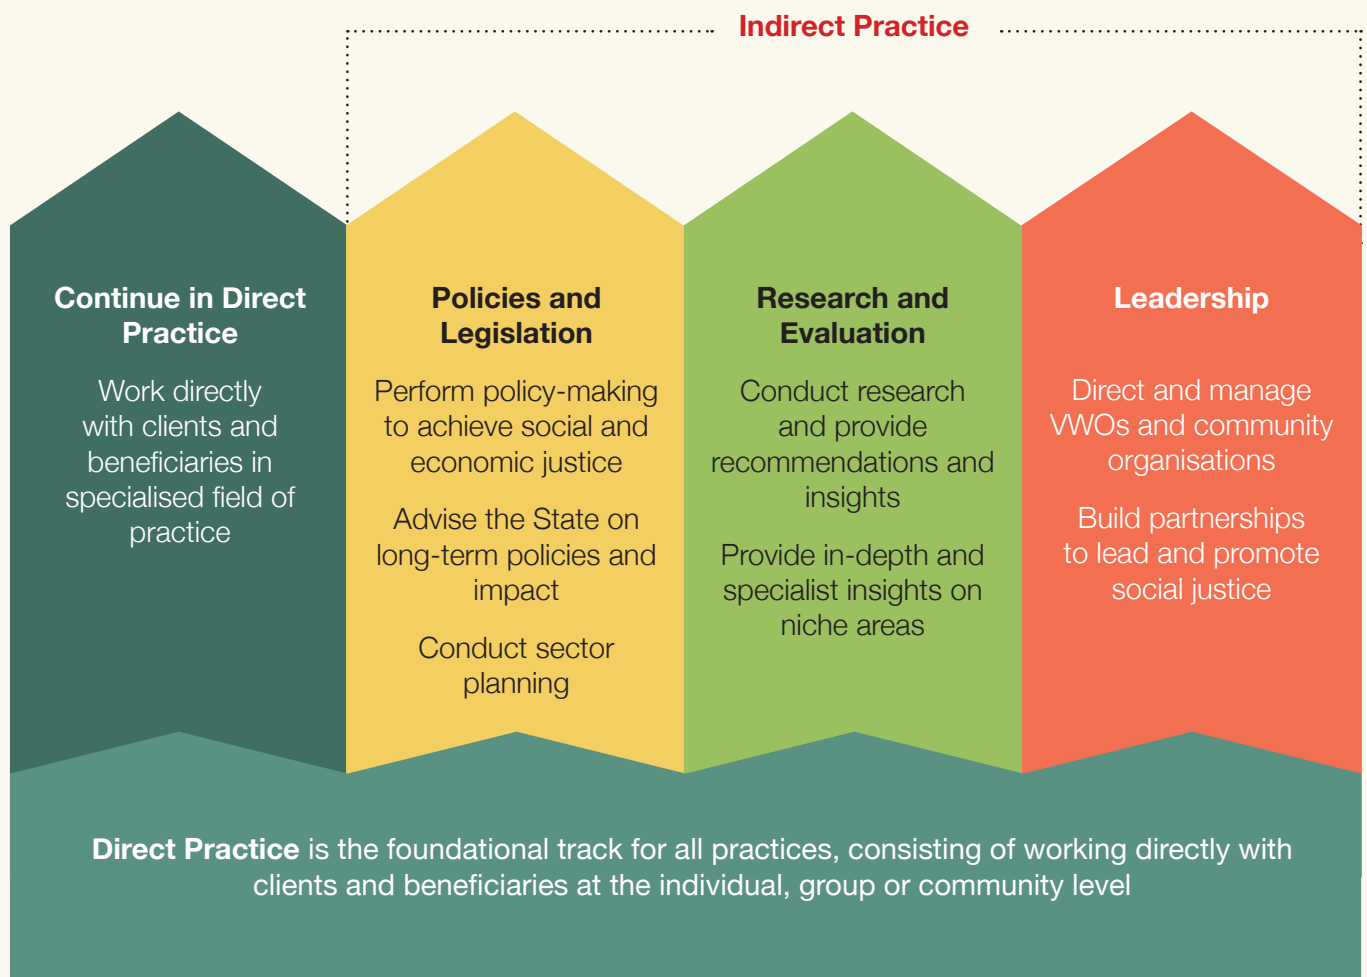 Indirect Practice
Continue in Direct
Practice
Work directly
with clients and
beneficiaries in
specialised field of
practice
Policies and
Legislation
Perform policy-making
to achieve social and
economic justice
Advise the State on
long-term policies and
impact
Conduct sector
planning
Research and
Evaluation
Conduct research
and provide
recommendations and
insights
Provide in-depth and
specialist insights on
niche areas
Leadership
Direct and manage
VWOs and community
organisations
Build partnerships
to lead and promote
social justice
Direct Practice is the foundational track for all practices, consisting of working directly with
clients and beneficiaries at the individual, group or community level